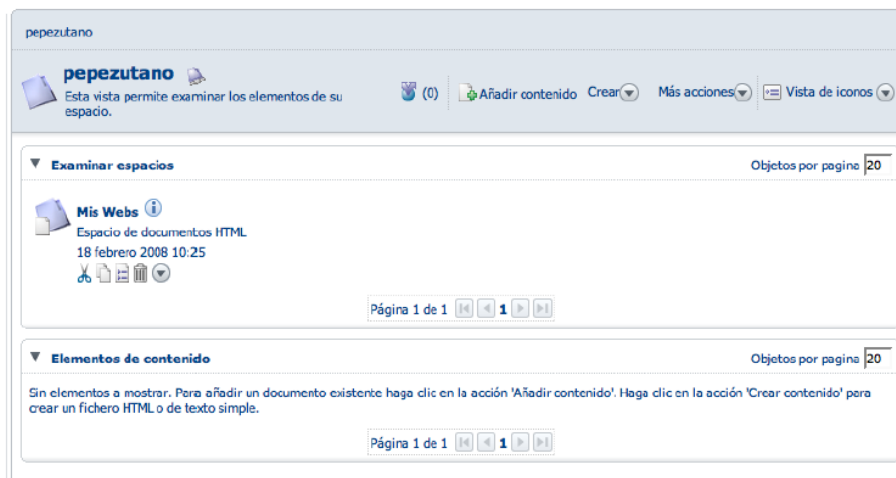 pepezutano
pepezutano
Esta vista permite examinar los elementos de su
espacio.
(0) Añadir contenido Crear Más acciones Vista de iconos
Examinar espacios Objetos por pagina 20
Mis Webs
Espacio de documentos HTML
18 febrero 2008 10:25
Página 1 de 1 1
Elementos de contenido Objetos por pagina 20
Sin elementos a mostrar. Para añadir un documento existente haga clic en la acción 'Añadir contenido'. Haga clic en la acción 'Crear contenido' para
crear un fichero HTML o de texto simple.
Página 1 de 1 1